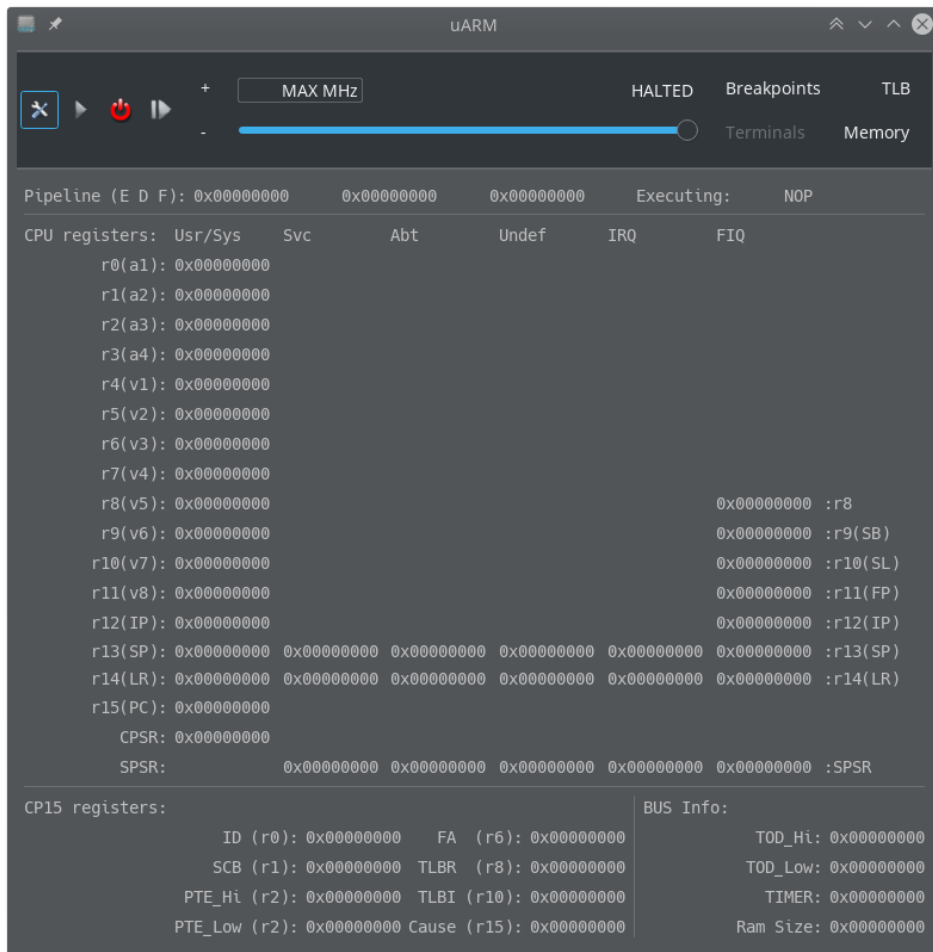 uARM
+ MAX MHz HALTED Breakpoints TLB
- Terminals Memory
Pipeline (E D F): 0x00000000 0x00000000 0x00000000 Executing: NOP
CPU registers: Usr/Sys Svc Abt Undef IRQ FIQ
r0(a1): 0x00000000
r1(a2): 0x00000000
r2(a3): 0x00000000
r3(a4): 0x00000000
r4(v1): 0x00000000
r5(v2): 0x00000000
r6(v3): 0x00000000
r7(v4): 0x00000000
r8(v5): 0x00000000 0x00000000 :r8
r9(v6): 0x00000000 0x00000000 :r9(SB)
r10(v7): 0x00000000 0x00000000 :r10(SL)
r11(v8): 0x00000000 0x00000000 :r11(FP)
r12(IP): 0x00000000 0x00000000 :r12(IP)
r13(SP): 0x00000000 0x00000000 0x00000000 0x00000000 0x00000000 0x00000000 :r13(SP)
r14(LR): 0x00000000 0x00000000 0x00000000 0x00000000 0x00000000 0x00000000 :r14(LR)
r15(PC): 0x00000000
CPSR: 0x00000000
SPSR: 0x00000000 0x00000000 0x00000000 0x00000000 0x00000000 :SPSR
CP15 registers:
ID (r0): 0x00000000 FA (r6): 0x00000000
SCB (r1): 0x00000000 TLBR (r8): 0x00000000
PTE_Hi (r2): 0x00000000 TLBI (r10): 0x00000000
PTE_Low (r2): 0x00000000 Cause (r15): 0x00000000
BUS Info:
TOD_Hi: 0x00000000
TOD_Low: 0x00000000
TIMER: 0x00000000
Ram Size: 0x00000000